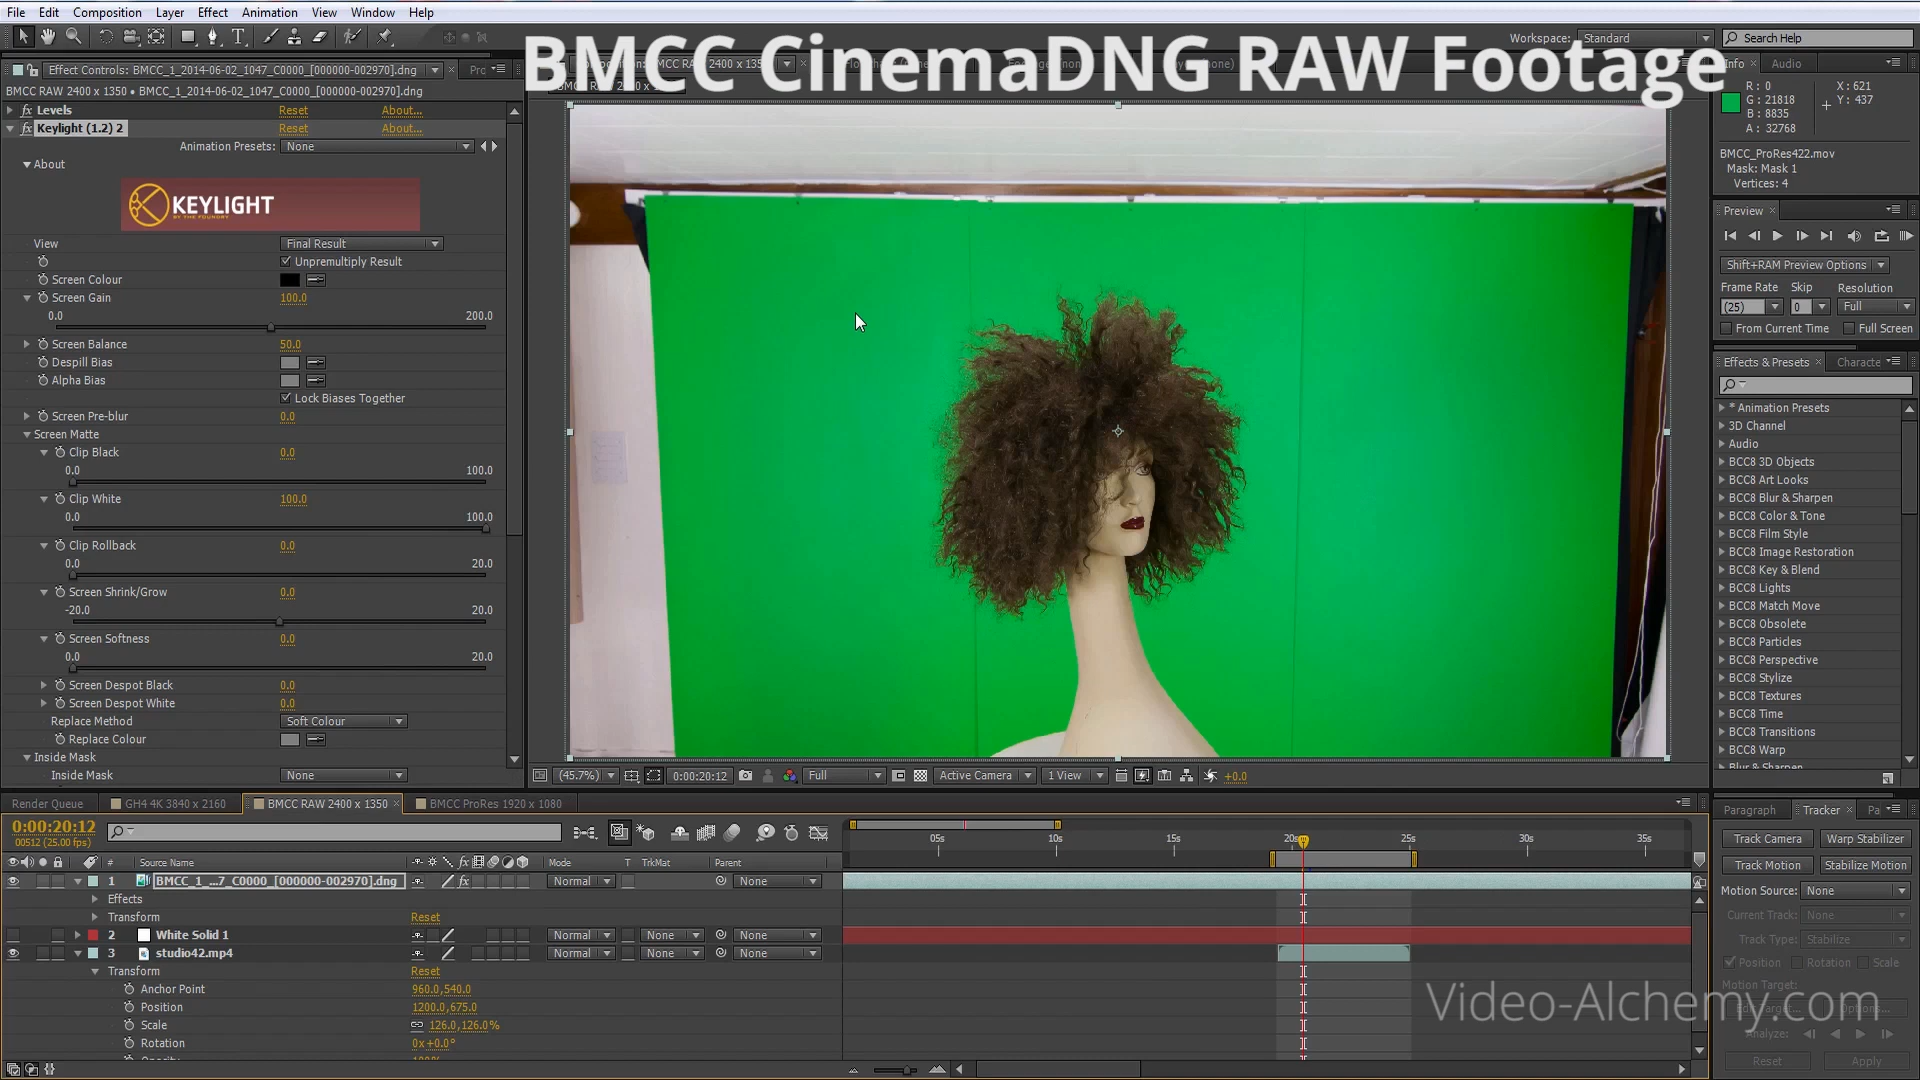 File Edit Composition Layer Effect Animation View Window Help
Workspace: Standard Search Help
BMCC CinemaDNG RAW Footage
Effect Controls: BMCC_1_2014-06-02_1047_C0000_[000000-002970].dng
BMCC RAW 2400 x 1350 • BMCC_1_2014-06-02_1047_C0000_[000000-002970].dng
fx Levels Reset About...
fx Keylight (1.2) 2 Reset About...
Animation Presets: None
About
KEYLIGHT
BY THE FOUNDRY
View Final Result
Unpremultiply Result
Screen Colour
Screen Gain 100.0
0.0 200.0
Screen Balance 50.0
Despill Bias
Alpha Bias
Lock Biases Together
Screen Pre-blur 0.0
Screen Matte
Clip Black 0.0
0.0 100.0
Clip White 100.0
0.0 100.0
Clip Rollback 0.0
0.0 20.0
Screen Shrink/Grow 0.0
-20.0 20.0
Screen Softness 0.0
0.0 20.0
Screen Despot Black 0.0
Screen Despot White 0.0
Replace Method Soft Colour
Replace Colour
Inside Mask
Inside Mask None
(45.7%) 0:00:20:12 Full Active Camera 1 View +0.0
Info Audio
R: 0 X: 621
G: 21818 Y: 437
B: 8835
A: 32768
BMCC_ProRes422.mov
Mask: Mask 1
Vertices: 4
Preview
Shift+RAM Preview Options
Frame Rate Skip Resolution
(25) 0 Full
From Current Time Full Screen
Effects & Presets Characte
* Animation Presets
3D Channel
Audio
BCC8 3D Objects
BCC8 Art Looks
BCC8 Blur & Sharpen
BCC8 Color & Tone
BCC8 Film Style
BCC8 Image Restoration
BCC8 Key & Blend
BCC8 Lights
BCC8 Match Move
BCC8 Obsolete
BCC8 Particles
BCC8 Perspective
BCC8 Stylize
BCC8 Textures
BCC8 Time
BCC8 Transitions
BCC8 Warp
Blur & Sharpen
Render Queue GH4 4K 3840 x 2160 BMCC RAW 2400 x 1350 BMCC ProRes 1920 x 1080
0:00:20:12
00512 (25.00 fps)
05s 10s 15s 20s 25s 30s 35s
# Source Name fx Mode T TrkMat Parent
1 BMCC_1_...7_C0000_[000000-002970].dng fx Normal None
Effects
Transform Reset
2 White Solid 1 Normal None None
3 studio42.mp4 Normal None None
Transform Reset
Anchor Point 960.0,540.0
Position 1200.0,675.0
Scale 126.0,126.0%
Rotation 0x+0.0°
Paragraph Tracker Pa
Track Camera Warp Stabilizer
Track Motion Stabilize Motion
Motion Source: None
Current Track: None
Track Type: Stabilize
Position Rotation Scale
Motion Target:
Video-Alchemy.com
Analyze:
Reset Apply